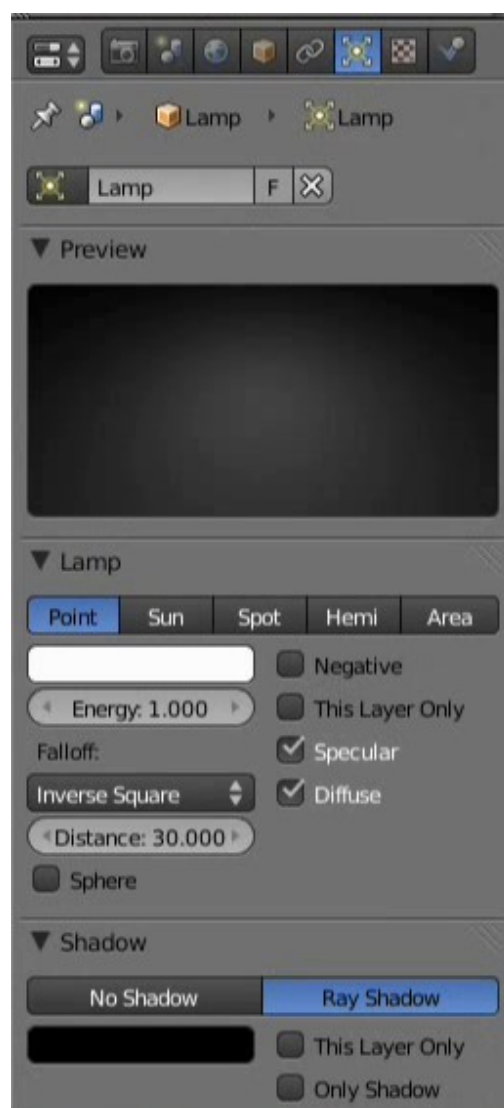 Lamp Lamp
Lamp F
Preview
Lamp
Point Sun Spot Hemi Area
Negative
Energy: 1.000 This Layer Only
Falloff: Specular
Inverse Square Diffuse
Distance: 30.000
Sphere
Shadow
No Shadow Ray Shadow
This Layer Only
Only Shadow